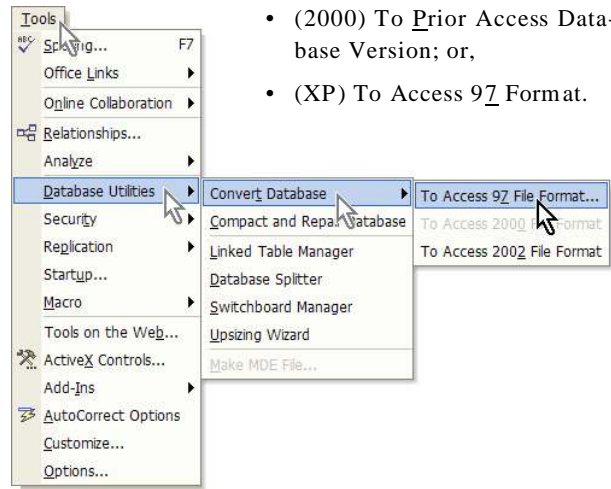 Tools
• (2000) To Prior Access Data-
base Version; or,
• (XP) To Access 97 Format.
ABC
Spelling... F7
Office Links
Online Collaboration
Relationships...
Analyze
Database Utilities
Security
Replication
Startup...
Macro
Tools on the Web...
ActiveX Controls...
Add-Ins
AutoCorrect Options
Customize...
Options...
Convert Database
Compact and Repair Database
Linked Table Manager
Database Splitter
Switchboard Manager
Upsizing Wizard
Make MDE File...
To Access 97 File Format...
To Access 2000 File Format
To Access 2002 File Format